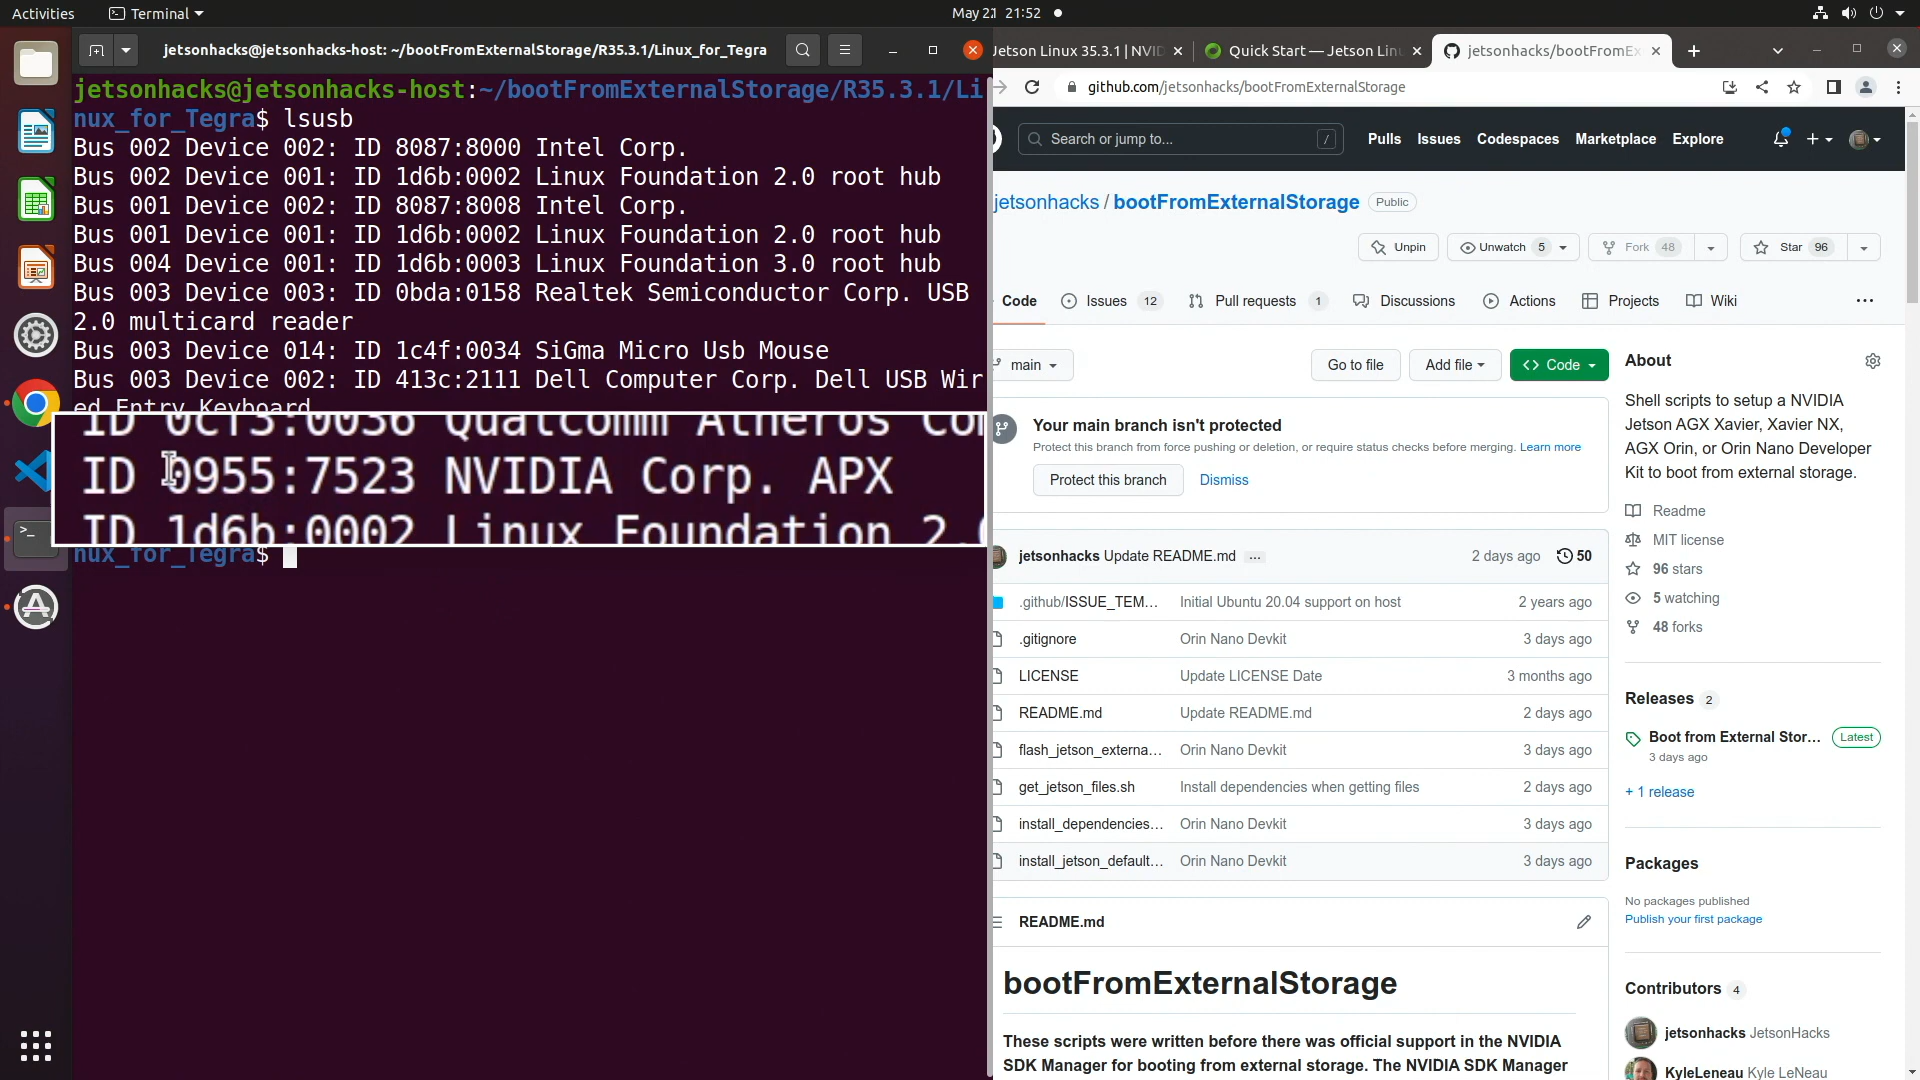 Activities
Terminal
May 21 21:52
jetsonhacks@jetsonhacks-host: ~/bootFromExternalStorage/R35.3.1/Linux_for_Tegra
jetsonhacks@jetsonhacks-host:~/bootFromExternalStorage/R35.3.1/Li
nux_for_Tegra$ lsusb
Bus 002 Device 002: ID 8087:8000 Intel Corp.
Bus 002 Device 001: ID 1d6b:0002 Linux Foundation 2.0 root hub
Bus 001 Device 002: ID 8087:8008 Intel Corp.
Bus 001 Device 001: ID 1d6b:0002 Linux Foundation 2.0 root hub
Bus 004 Device 001: ID 1d6b:0003 Linux Foundation 3.0 root hub
Bus 003 Device 003: ID 0bda:0158 Realtek Semiconductor Corp. USB
2.0 multicard reader
Bus 003 Device 014: ID 1c4f:0034 SiGma Micro Usb Mouse
Bus 003 Device 002: ID 413c:2111 Dell Computer Corp. Dell USB Wir
ed Entry Keyboard
ID 0cf3:0036 Qualcomm Atheros Co
ID 0955:7523 NVIDIA Corp. APX
ID 1d6b:0002 Linux Foundation 2.
nux_for_Tegra$
Jetson Linux 35.3.1 | NVID
Quick Start — Jetson Lin
jetsonhacks/bootFromEx
github.com/jetsonhacks/bootFromExternalStorage
Search or jump to...
/
Pulls
Issues
Codespaces
Marketplace
Explore
jetsonhacks / bootFromExternalStorage
Public
Unpin
Unwatch 5
Fork 48
Star 96
Code
Issues 12
Pull requests 1
Discussions
Actions
Projects
Wiki
main
Go to file
Add file
Code
Your main branch isn't protected
Protect this branch from force pushing or deletion, or require status checks before merging. Learn more
Protect this branch
Dismiss
jetsonhacks Update README.md ... 2 days ago 50
.github/ISSUE_TEM... Initial Ubuntu 20.04 support on host 2 years ago
.gitignore Orin Nano Devkit 3 days ago
LICENSE Update LICENSE Date 3 months ago
README.md Update README.md 2 days ago
flash_jetson_externa... Orin Nano Devkit 3 days ago
get_jetson_files.sh Install dependencies when getting files 2 days ago
install_dependencies... Orin Nano Devkit 3 days ago
install_jetson_default... Orin Nano Devkit 3 days ago
README.md
bootFromExternalStorage
These scripts were written before there was official support in the NVIDIA
SDK Manager for booting from external storage. The NVIDIA SDK Manager
About
Shell scripts to setup a NVIDIA
Jetson AGX Xavier, Xavier NX,
AGX Orin, or Orin Nano Developer
Kit to boot from external storage.
Readme
MIT license
96 stars
5 watching
48 forks
Releases 2
Boot from External Stor... Latest
3 days ago
+ 1 release
Packages
No packages published
Publish your first package
Contributors 4
jetsonhacks JetsonHacks
KyleLeneau Kyle LeNeau